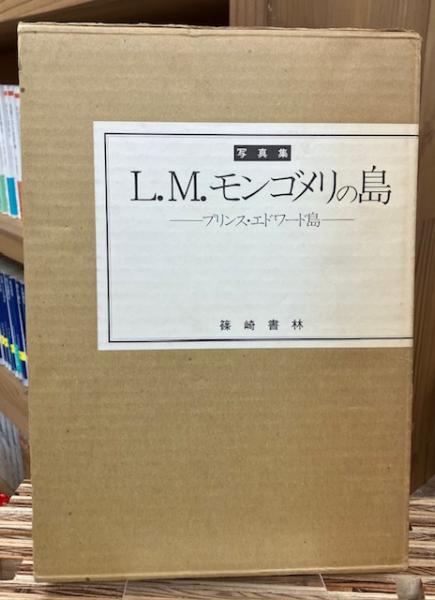 写真集
L.M.モンゴメリの島
―プリンス・エドワード島―
篠崎書林